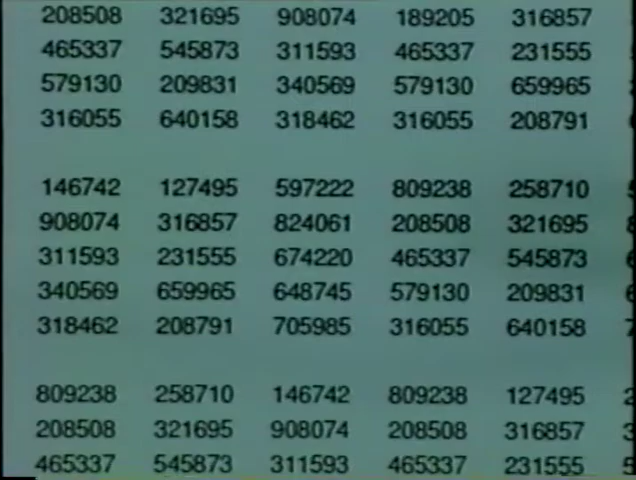 208508 321695 908074 189205 316857
465337 545873 311593 465337 231555
579130 209831 340569 579130 659965
316055 640158 318462 316055 208791
146742 127495 597222 809238 258710
908074 316857 824061 208508 321695
311593 231555 674220 465337 545873
340569 659965 648745 579130 209831
318462 208791 705985 316055 640158
809238 258710 146742 809238 127495
208508 321695 908074 208508 316857
465337 545873 311593 465337 231555